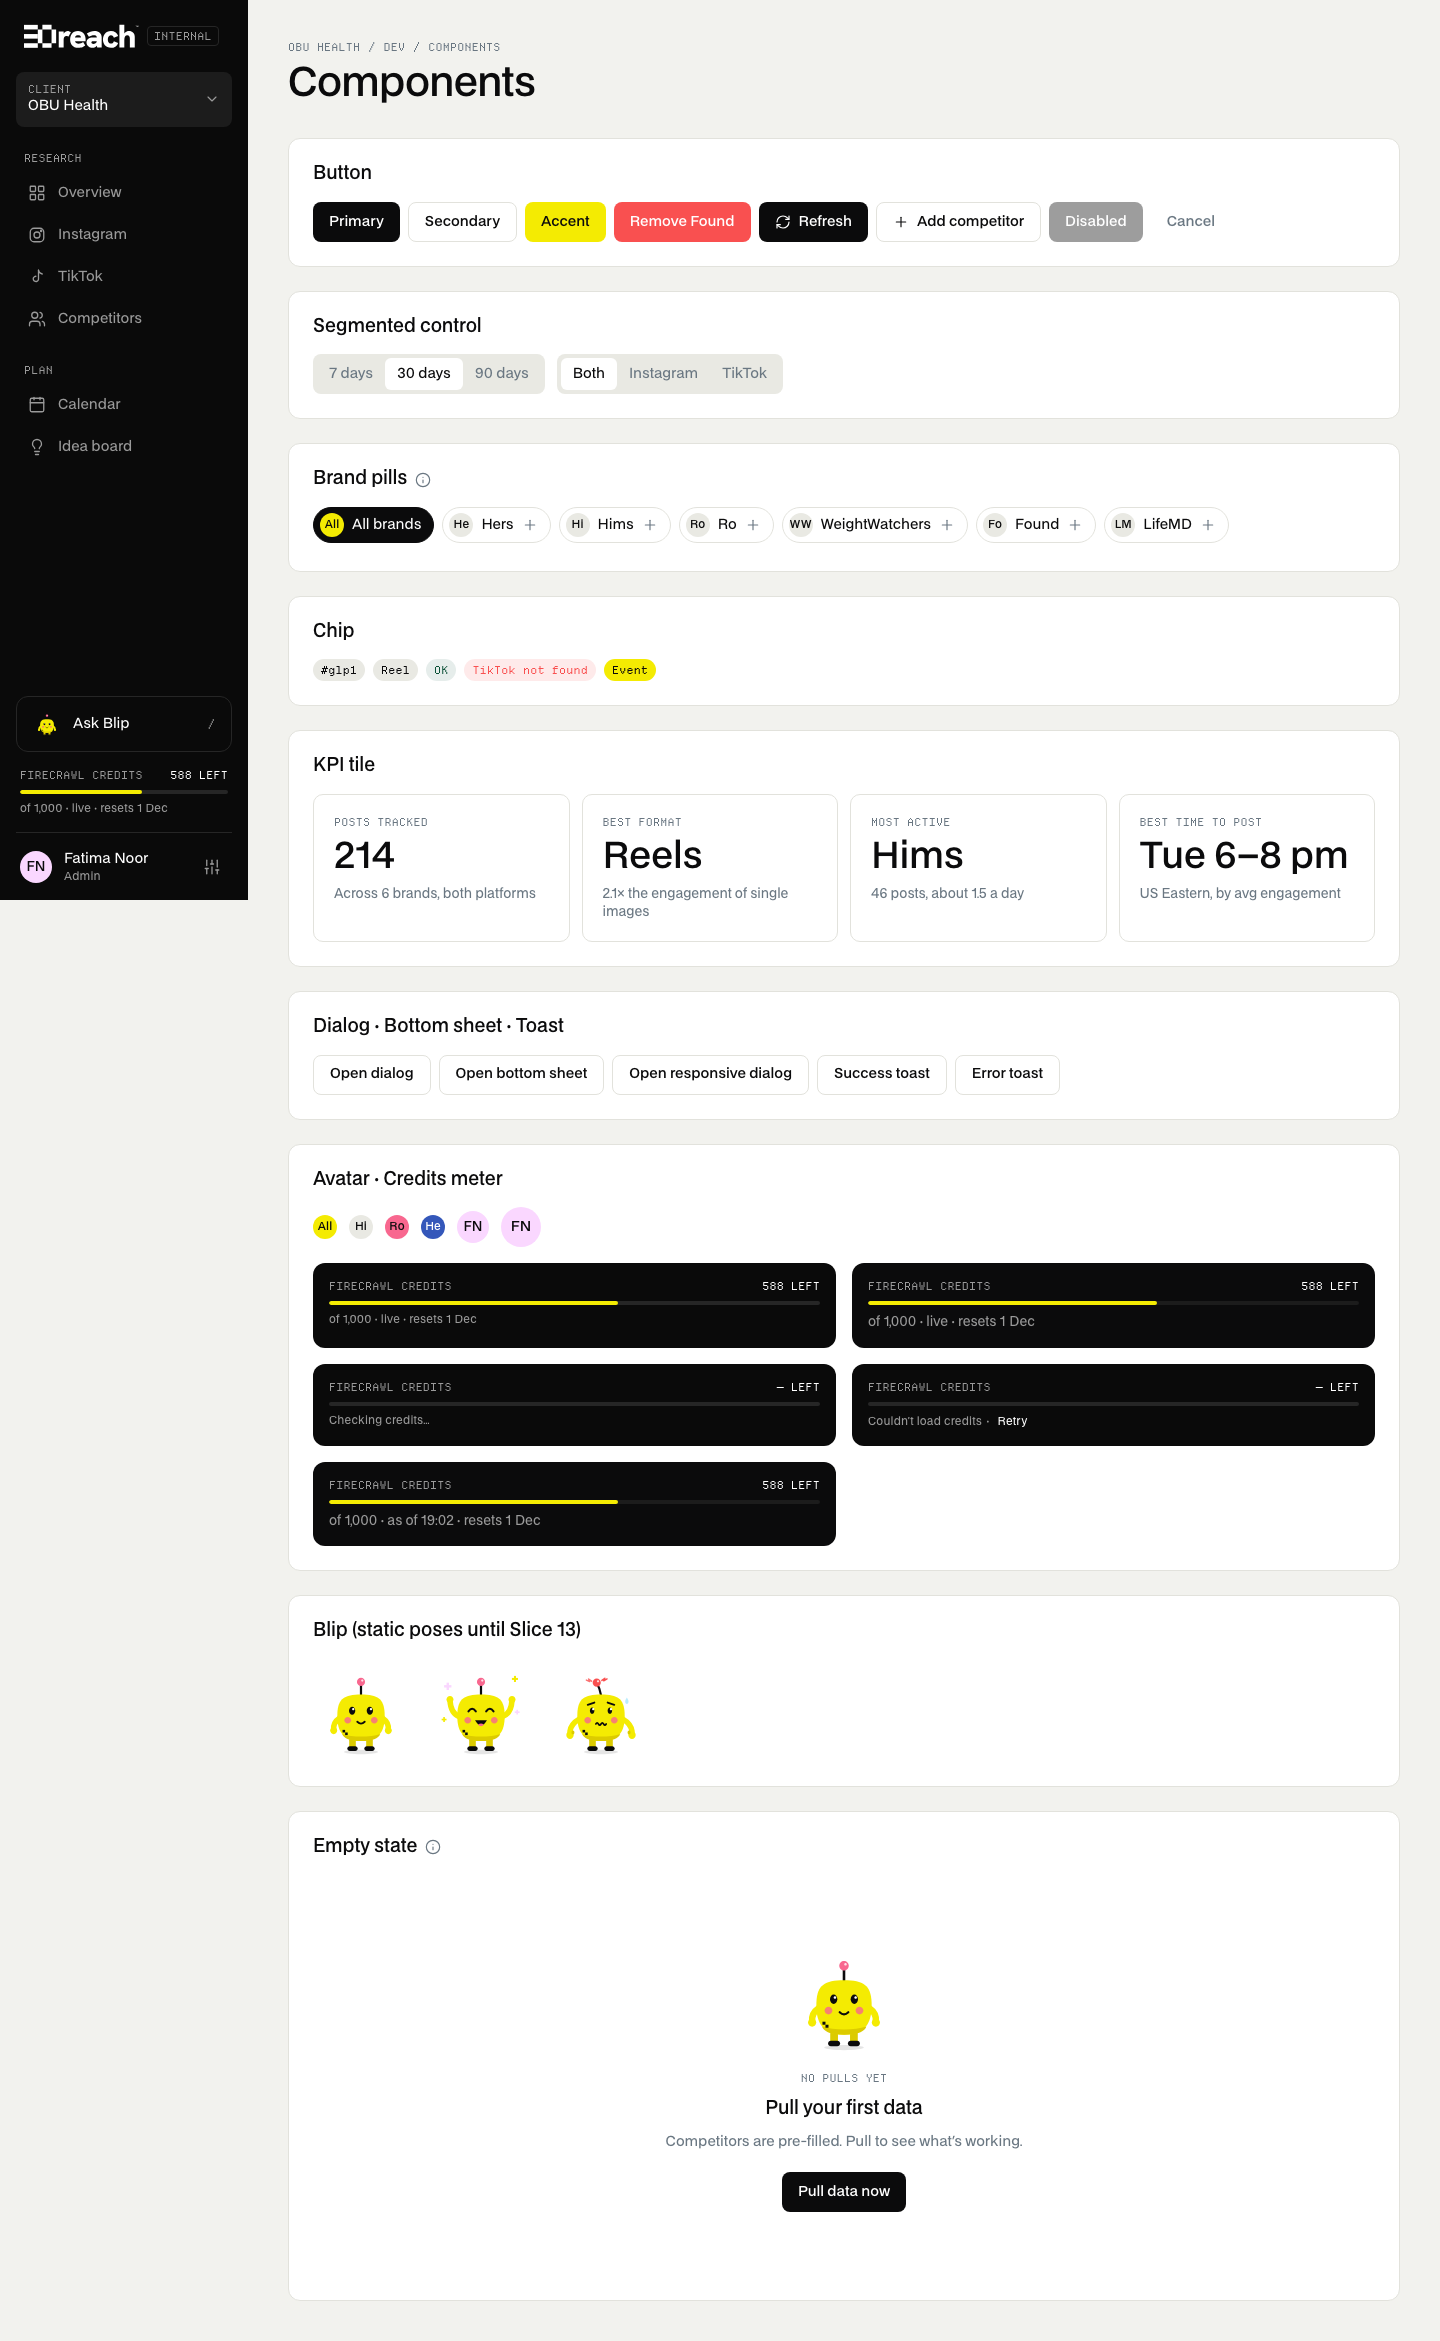 reach INTERNAL
CLIENT
OBU Health
RESEARCH
Overview
Instagram
TikTok
Competitors
PLAN
Calendar
Idea board
Ask Blip /
FIRECRAWL CREDITS 588 LEFT
of 1,000 · live · resets 1 Dec
FN Fatima Noor
Admin
OBU HEALTH / DEV / COMPONENTS
Components
Button
Primary Secondary Accent Remove Found Refresh Add competitor Disabled Cancel
Segmented control
7 days 30 days 90 days Both Instagram TikTok
Brand pills
All All brands He Hers Hi Hims Ro Ro WW WeightWatchers Fo Found LM LifeMD
Chip
#glp1 Reel OK TikTok not found Event
KPI tile
POSTS TRACKED
214
Across 6 brands, both platforms
BEST FORMAT
Reels
2.1× the engagement of single
images
MOST ACTIVE
Hims
46 posts, about 1.5 a day
BEST TIME TO POST
Tue 6–8 pm
US Eastern, by avg engagement
Dialog · Bottom sheet · Toast
Open dialog Open bottom sheet Open responsive dialog Success toast Error toast
Avatar · Credits meter
All Hi Ro He FN FN
FIRECRAWL CREDITS 588 LEFT
of 1,000 · live · resets 1 Dec
FIRECRAWL CREDITS 588 LEFT
of 1,000 · live · resets 1 Dec
FIRECRAWL CREDITS — LEFT
Checking credits…
FIRECRAWL CREDITS — LEFT
Couldn't load credits · Retry
FIRECRAWL CREDITS 588 LEFT
of 1,000 · as of 19:02 · resets 1 Dec
Blip (static poses until Slice 13)
Empty state
NO PULLS YET
Pull your first data
Competitors are pre-filled. Pull to see what's working.
Pull data now